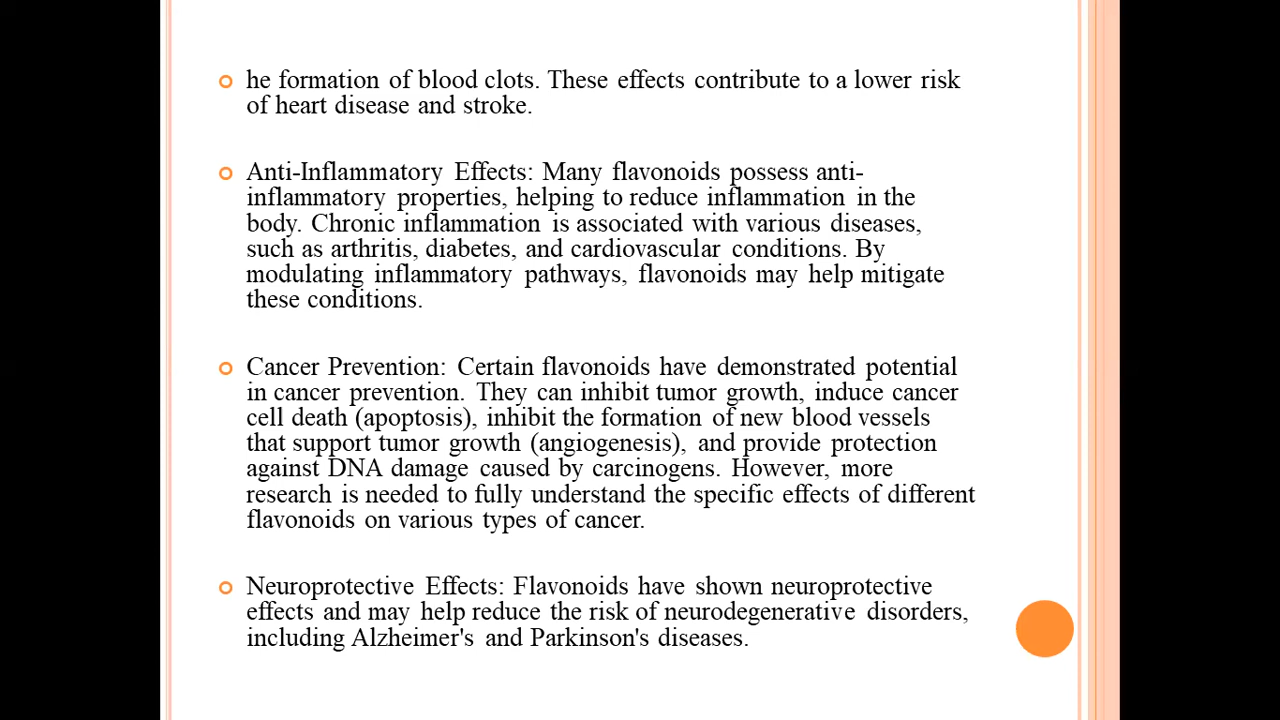 he formation of blood clots. These effects contribute to a lower risk
of heart disease and stroke.
Anti-Inflammatory Effects: Many flavonoids possess anti-
inflammatory properties, helping to reduce inflammation in the
body. Chronic inflammation is associated with various diseases,
such as arthritis, diabetes, and cardiovascular conditions. By
modulating inflammatory pathways, flavonoids may help mitigate
these conditions.
Cancer Prevention: Certain flavonoids have demonstrated potential
in cancer prevention. They can inhibit tumor growth, induce cancer
cell death (apoptosis), inhibit the formation of new blood vessels
that support tumor growth (angiogenesis), and provide protection
against DNA damage caused by carcinogens. However, more
research is needed to fully understand the specific effects of different
flavonoids on various types of cancer.
Neuroprotective Effects: Flavonoids have shown neuroprotective
effects and may help reduce the risk of neurodegenerative disorders,
including Alzheimer's and Parkinson's diseases.